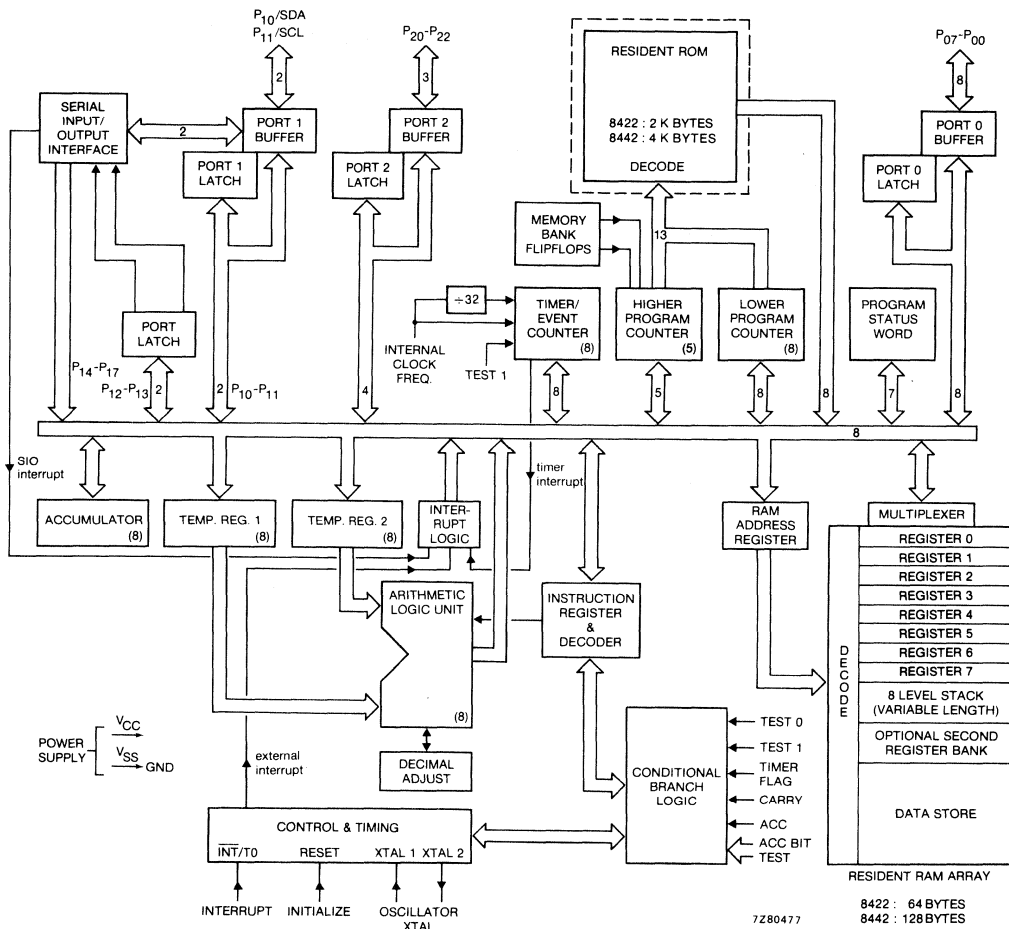 P10/SDA
P11/SCL
P20-P22
P07-P00
2
3
8
SERIAL
INPUT/
OUTPUT
INTERFACE
2
PORT 1
BUFFER
PORT 1
LATCH
PORT 2
BUFFER
PORT 2
LATCH
RESIDENT ROM
8422 : 2 K BYTES
8442 : 4 K BYTES
DECODE
PORT 0
BUFFER
PORT 0
LATCH
MEMORY
BANK
FLIPFLOPS
13
÷32
TIMER/
EVENT
COUNTER
(8)
HIGHER
PROGRAM
COUNTER
(5)
LOWER
PROGRAM
COUNTER
(8)
PROGRAM
STATUS
WORD
INTERNAL
CLOCK
FREQ.
TEST 1
PORT
LATCH
P14-P17
P12-P13
2
2
P10-P11
4
8
5
8
8
7
8
8
SIO
interrupt
timer
interrupt
ACCUMULATOR
(8)
TEMP. REG. 1
(8)
TEMP. REG. 2
(8)
INTER-
RUPT
LOGIC
RAM
ADDRESS
REGISTER
MULTIPLEXER
DECODE
REGISTER 0
REGISTER 1
REGISTER 2
REGISTER 3
REGISTER 4
REGISTER 5
REGISTER 6
REGISTER 7
8 LEVEL STACK
(VARIABLE LENGTH)
OPTIONAL SECOND
REGISTER BANK
DATA STORE
ARITHMETIC
LOGIC UNIT
(8)
INSTRUCTION
REGISTER
&
DECODER
DECIMAL
ADJUST
POWER
SUPPLY
VCC
VSS
GND
external
interrupt
CONDITIONAL
BRANCH
LOGIC
TEST 0
TEST 1
TIMER
FLAG
CARRY
ACC
ACC BIT
TEST
CONTROL & TIMING
INT/T0 RESET XTAL 1 XTAL 2
INTERRUPT INITIALIZE OSCILLATOR
XTAL
RESIDENT RAM ARRAY
8422 : 64 BYTES
8442 : 128 BYTES
7Z80477